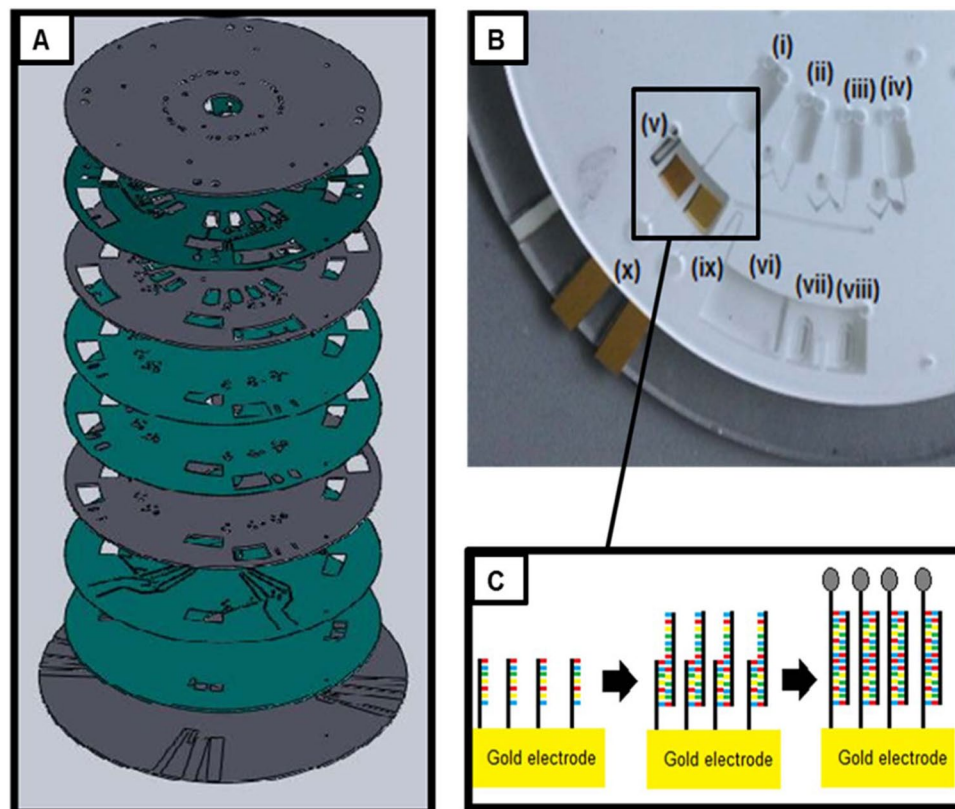 A
B
(i)
(ii)
(iii)
(iv)
(v)
(x)
(ix)
(vi)
(vii)
(viii)
C
Gold electrode
Gold electrode
Gold electrode